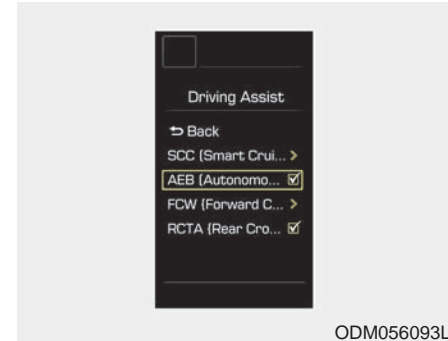 Driving Assist
Back
SCC (Smart Crui...
AEB (Autonomo...
FCW (Forward C...
RCTA (Rear Cro...
ODM056093L